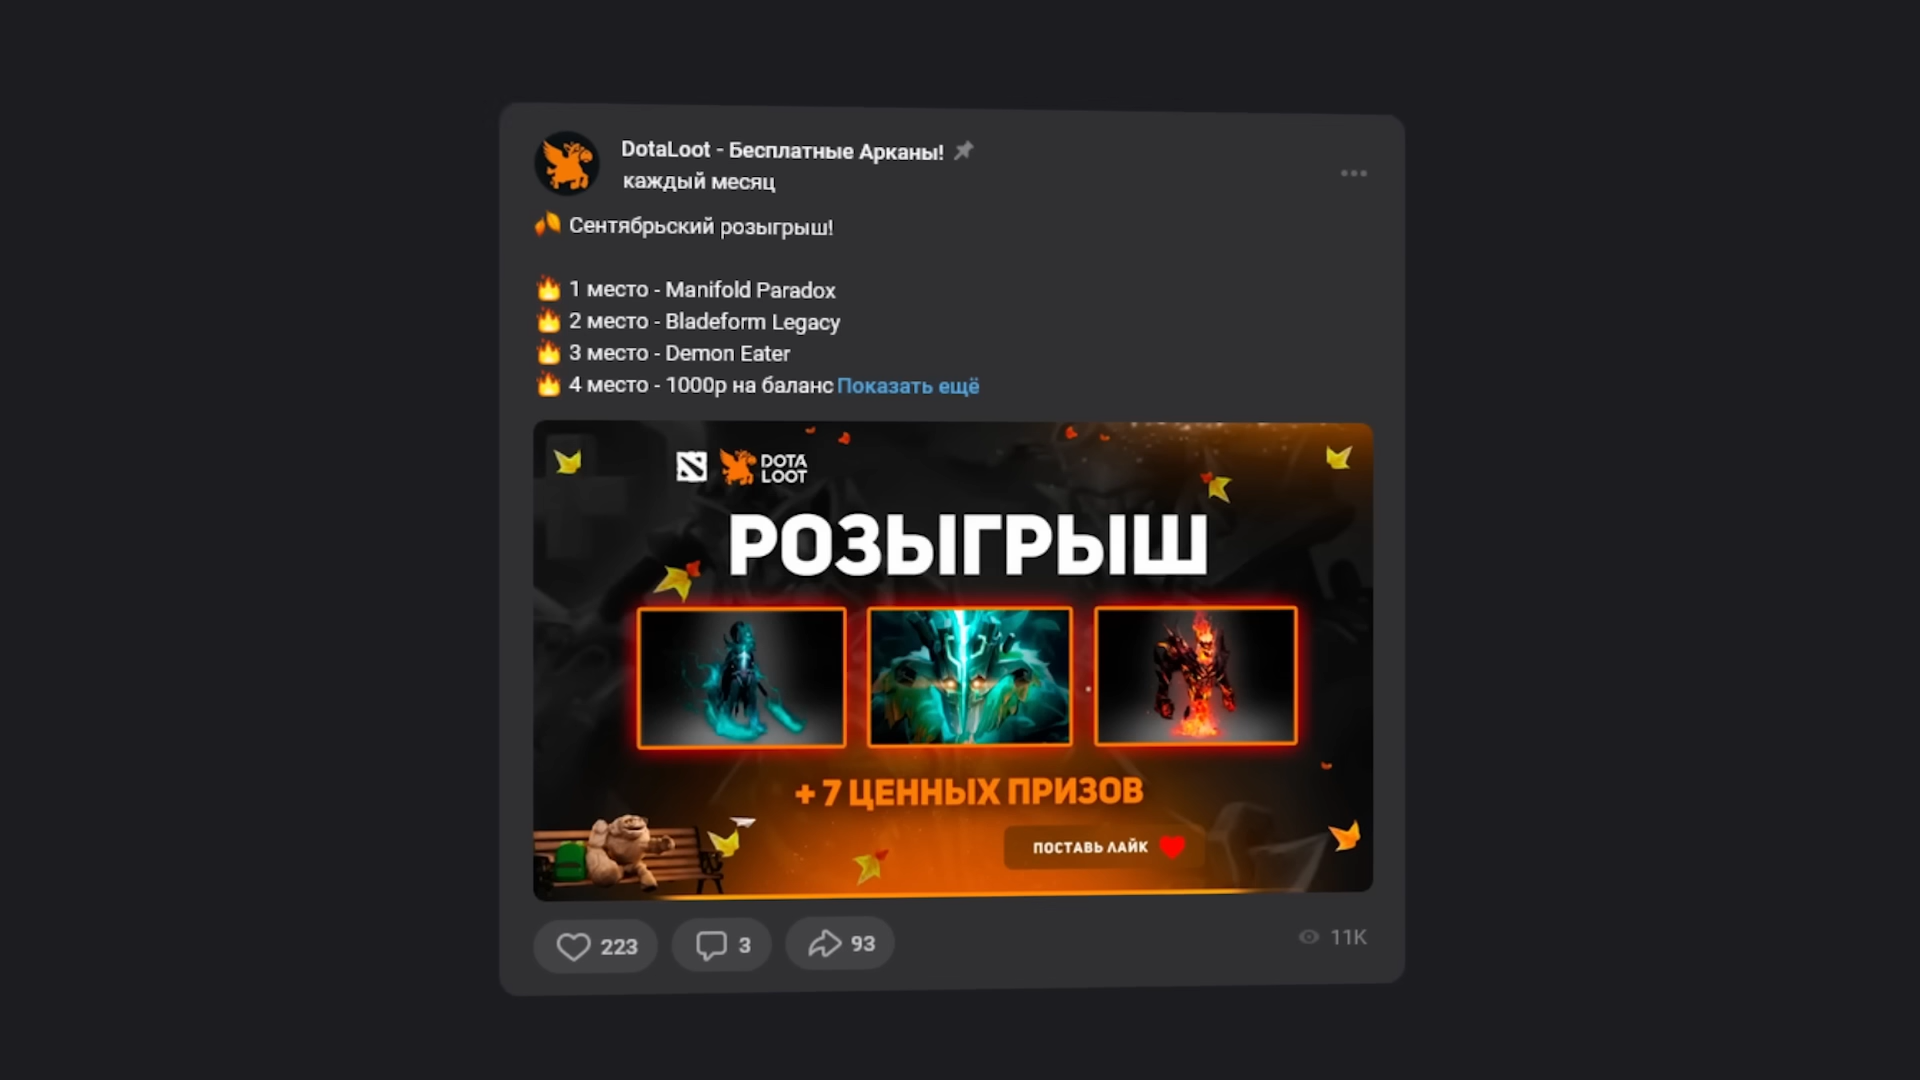 DotaLoot - Бесплатные Арканы!
каждый месяц
Сентябрьский розыгрыш!
1 место - Manifold Paradox
2 место - Bladeform Legacy
3 место - Demon Eater
4 место - 1000р на баланс Показать ещё
DOTA
LOOT
РОЗЫГРЫШ
+ 7 ЦЕННЫХ ПРИЗОВ
ПОСТАВЬ ЛАЙК
223
3
93
11K